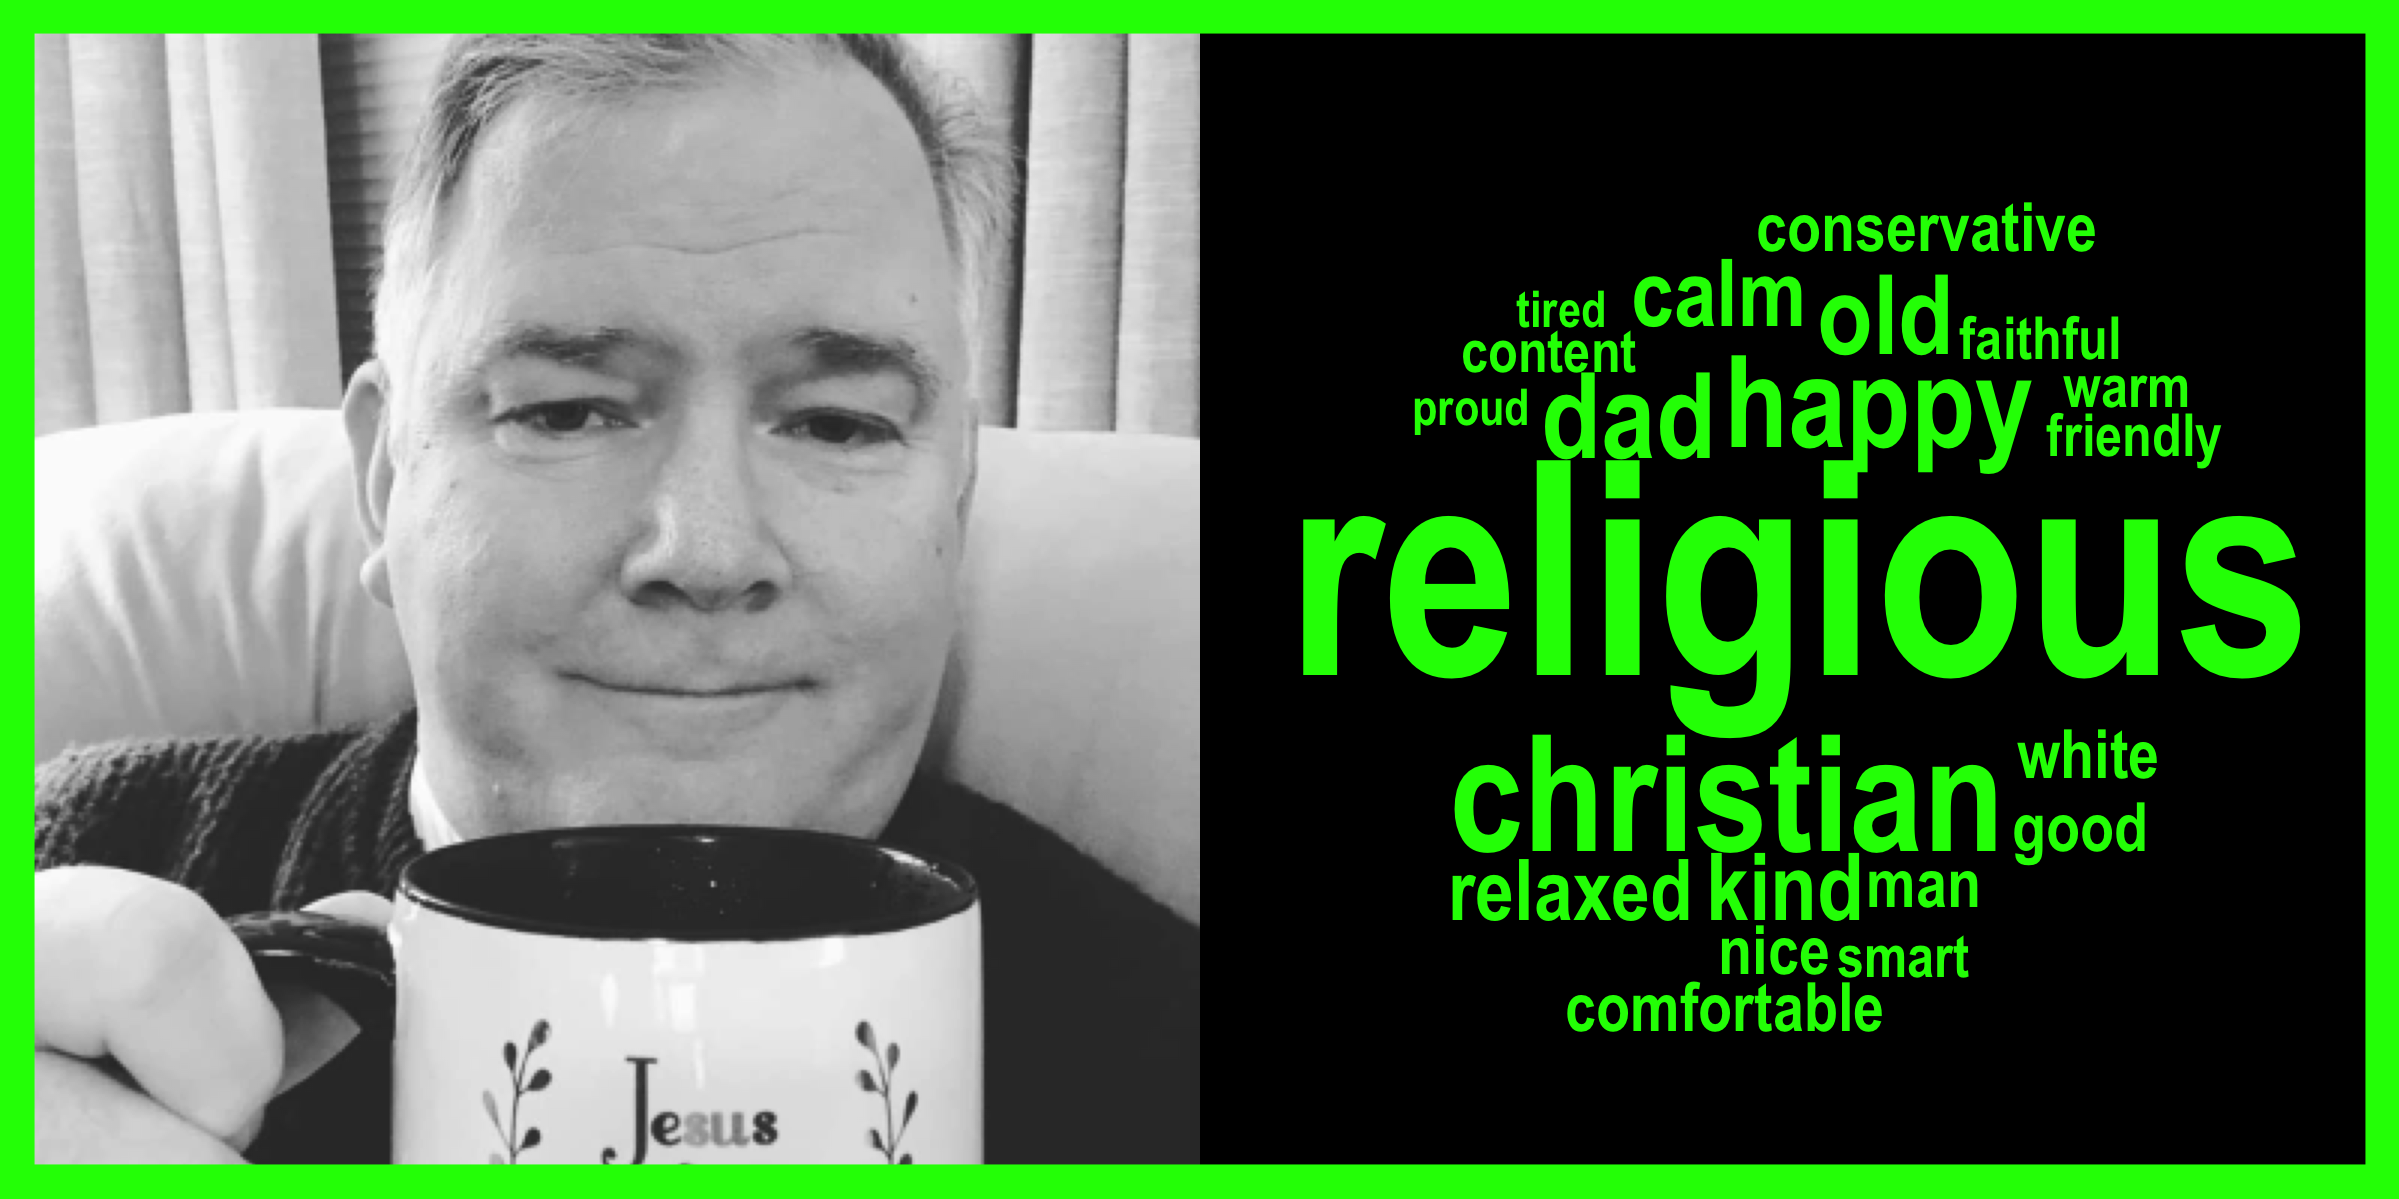 Jesus
conservative
tired calm old faithful
content
proud dad happy warm
friendly
religious
christian white
good
relaxed kind man
nice smart
comfortable